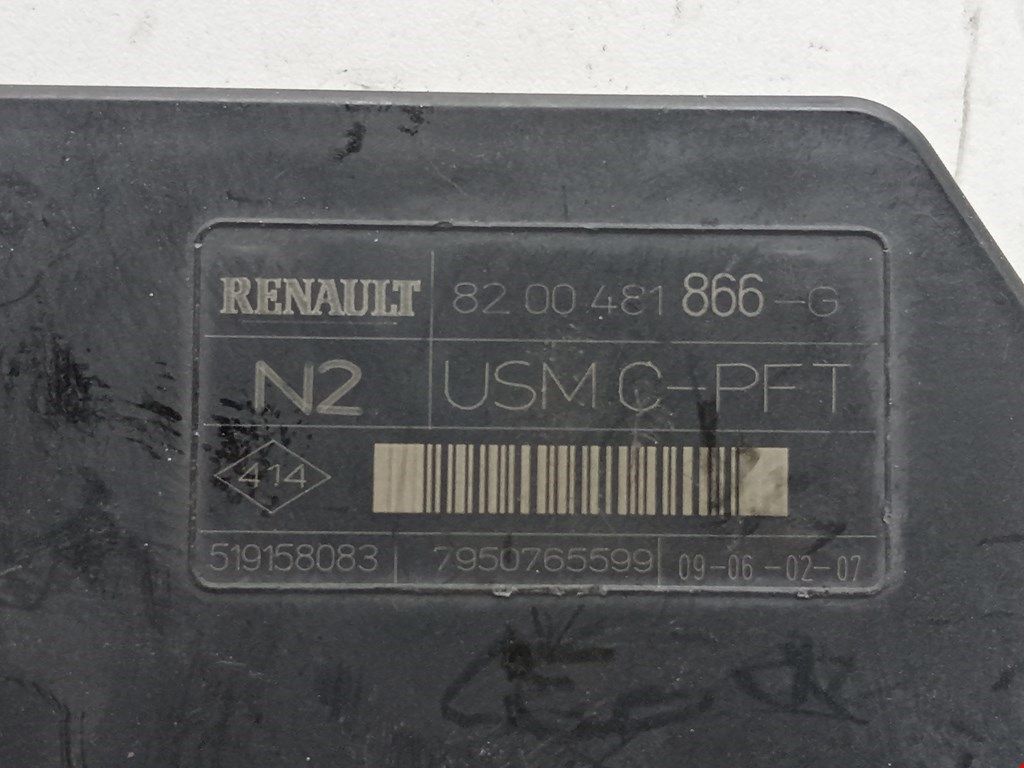 RENAULT 82 00 481 866-G
N2 USM C-PFT
414
519158083 7950765599 09-06-02-07